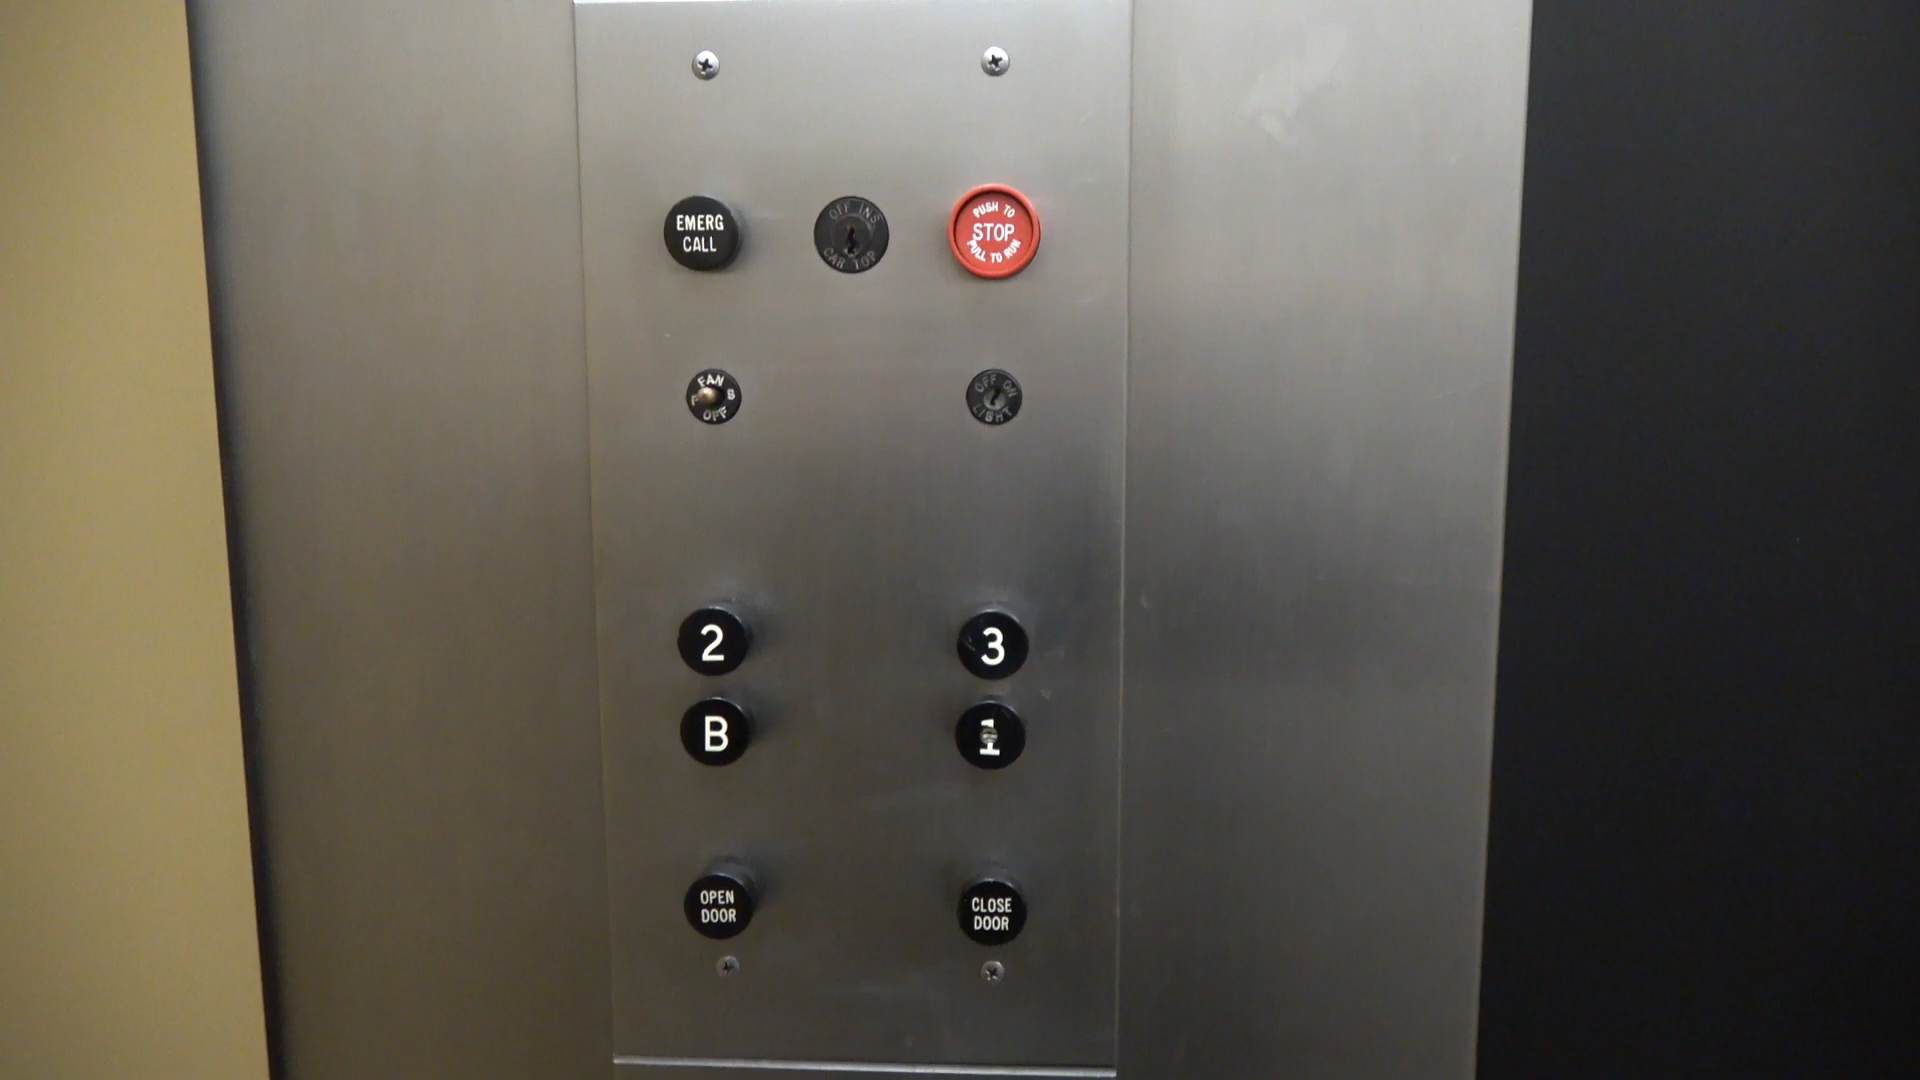 EMERG
CALL
OFF INS
CAR TOP
PUSH TO
STOP
PULL TO RUN
FAN
F S
OFF
OFF ON
LIGHT
2
3
B
1
OPEN
DOOR
CLOSE
DOOR